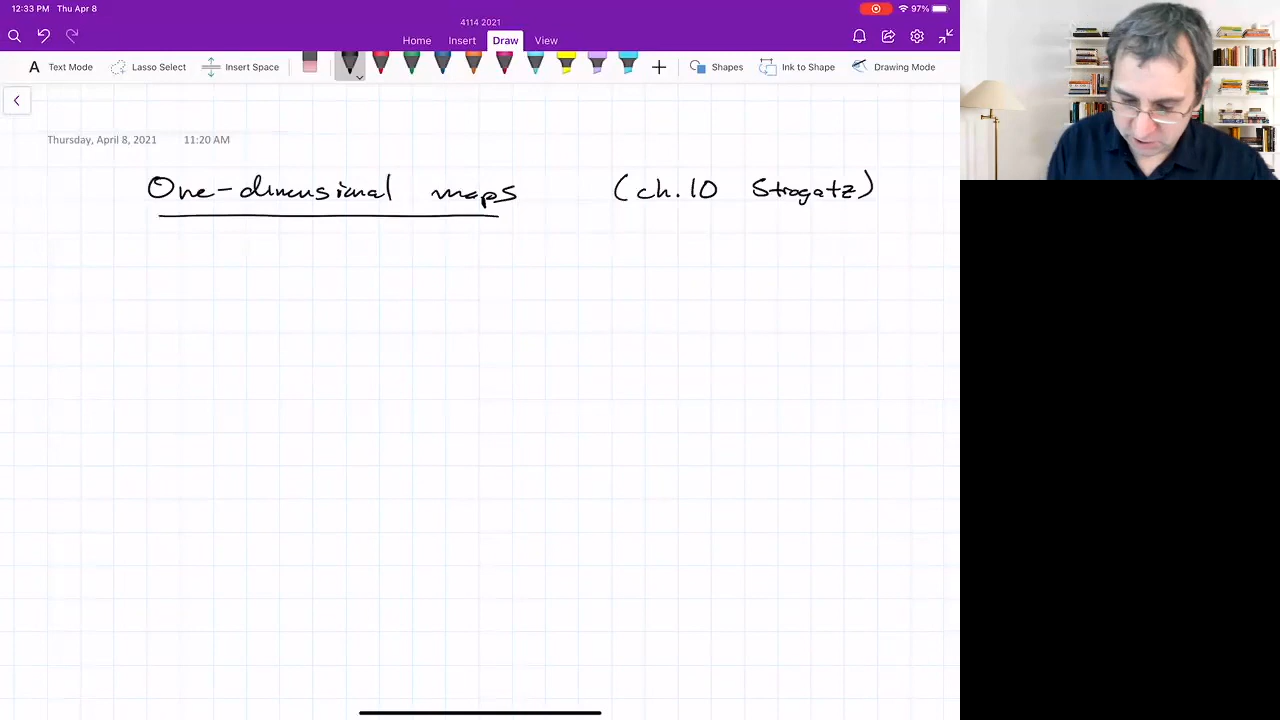 12:33 PM Thu Apr 8 97%
4114 2021
Home Insert Draw View
A Text Mode Lasso Select Insert Space Shapes Ink to Shape Drawing Mode
Thursday, April 8, 2021 11:20 AM
One-dimensional maps (ch. 10 Strogatz)